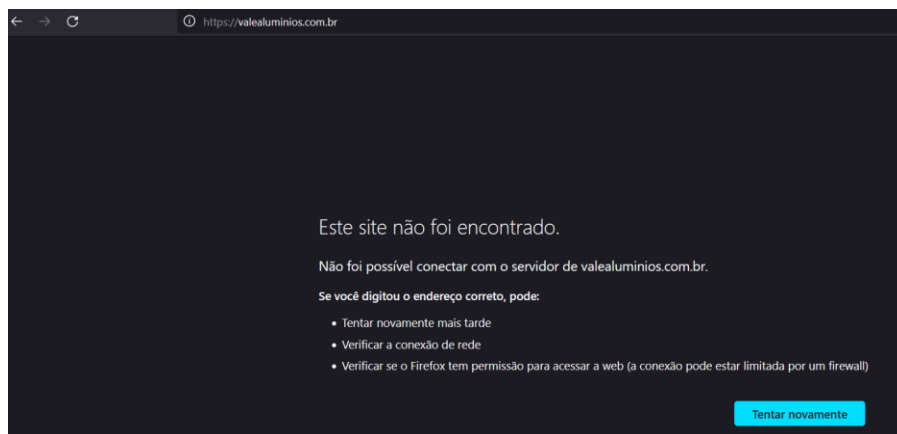 https://valealuminios.com.br
Este site não foi encontrado.
Não foi possível conectar com o servidor de valealuminios.com.br.
Se você digitou o endereço correto, pode:
• Tentar novamente mais tarde
• Verificar a conexão de rede
• Verificar se o Firefox tem permissão para acessar a web (a conexão pode estar limitada por um firewall)
Tentar novamente